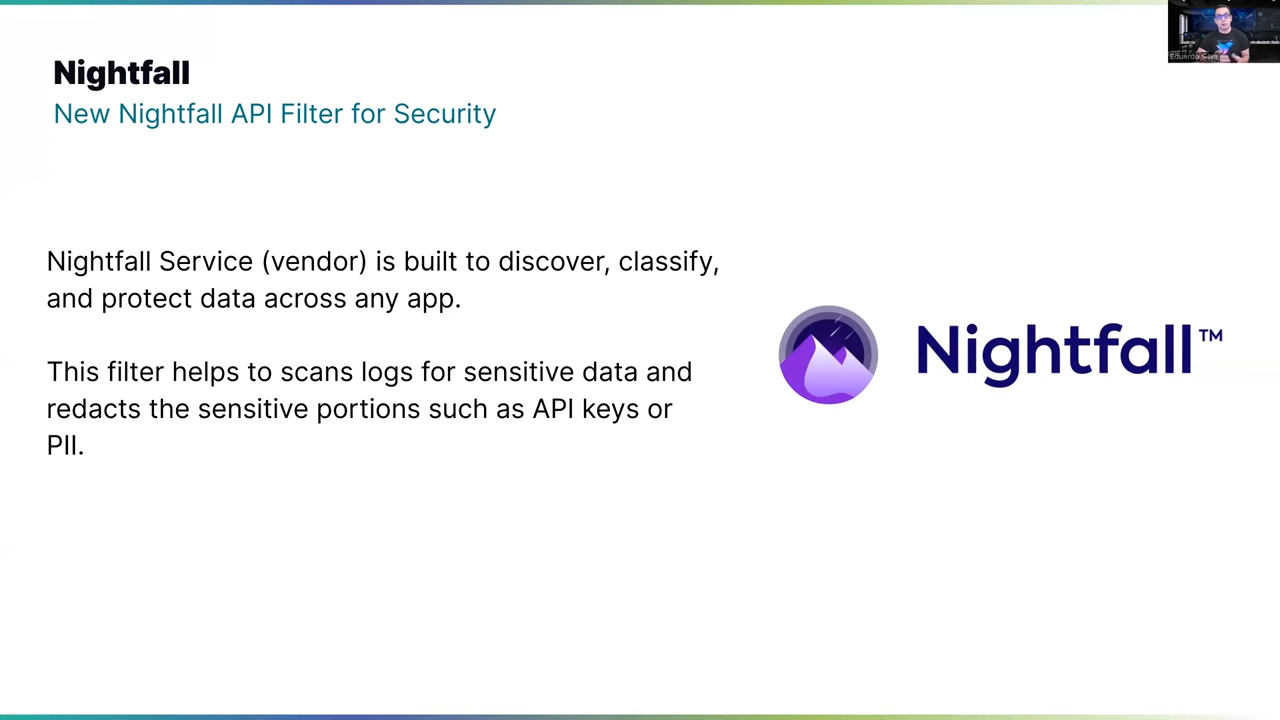 Nightfall
New Nightfall API Filter for Security
Nightfall Service (vendor) is built to discover, classify,
and protect data across any app.
This filter helps to scans logs for sensitive data and
redacts the sensitive portions such as API keys or
PII.
Nightfall™
Eduardo Silva